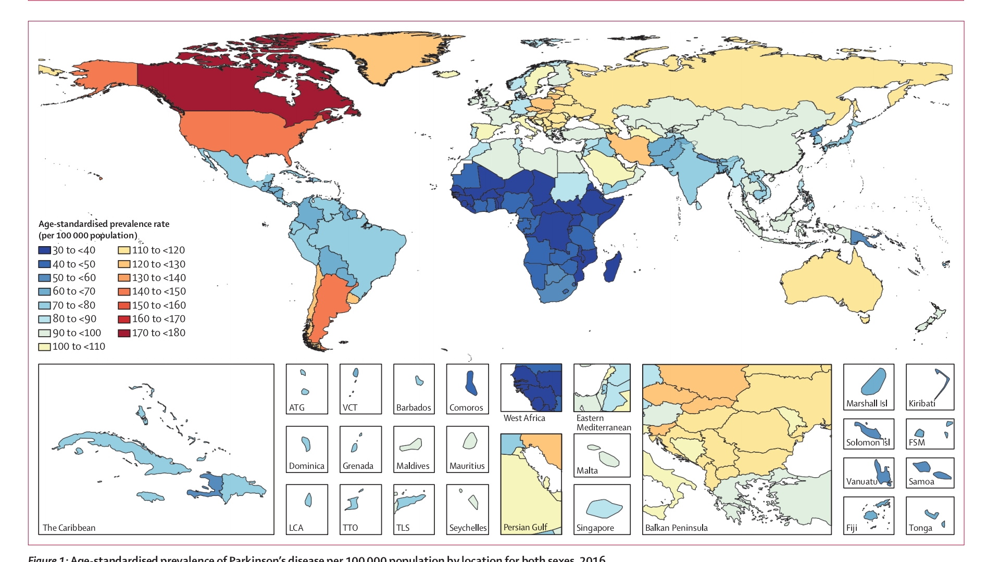 Age-standardised prevalence rate
(per 100 000 population)
30 to <40
40 to <50
50 to <60
60 to <70
70 to <80
80 to <90
90 to <100
100 to <110
110 to <120
120 to <130
130 to <140
140 to <150
150 to <160
160 to <170
170 to <180
The Caribbean
ATG
VCT
Barbados
Comoros
West Africa
Eastern
Mediterranean
Marshall Isl
Kiribati
Dominica
Grenada
Maldives
Mauritius
Malta
Solomon Isl
FSM
Vanuatu
Samoa
LCA
TTO
TLS
Seychelles
Persian Gulf
Singapore
Balkan Peninsula
Fiji
Tonga
Figure 1: Age-standardised prevalence of Parkinson's disease per 100 000 population by location for both sexes, 2016